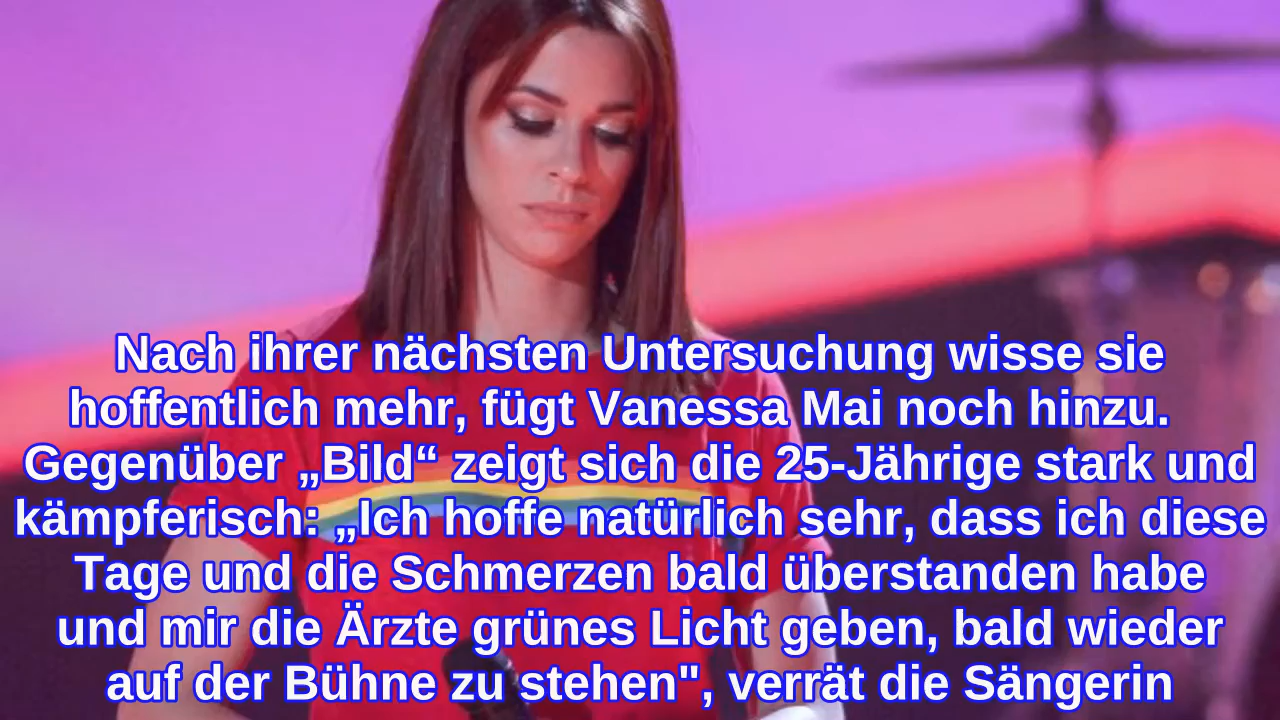 Nach ihrer nächsten Untersuchung wisse sie
hoffentlich mehr, fügt Vanessa Mai noch hinzu.
Gegenüber „Bild“ zeigt sich die 25-Jährige stark und
kämpferisch: „Ich hoffe natürlich sehr, dass ich diese
Tage und die Schmerzen bald überstanden habe
und mir die Ärzte grünes Licht geben, bald wieder
auf der Bühne zu stehen", verrät die Sängerin